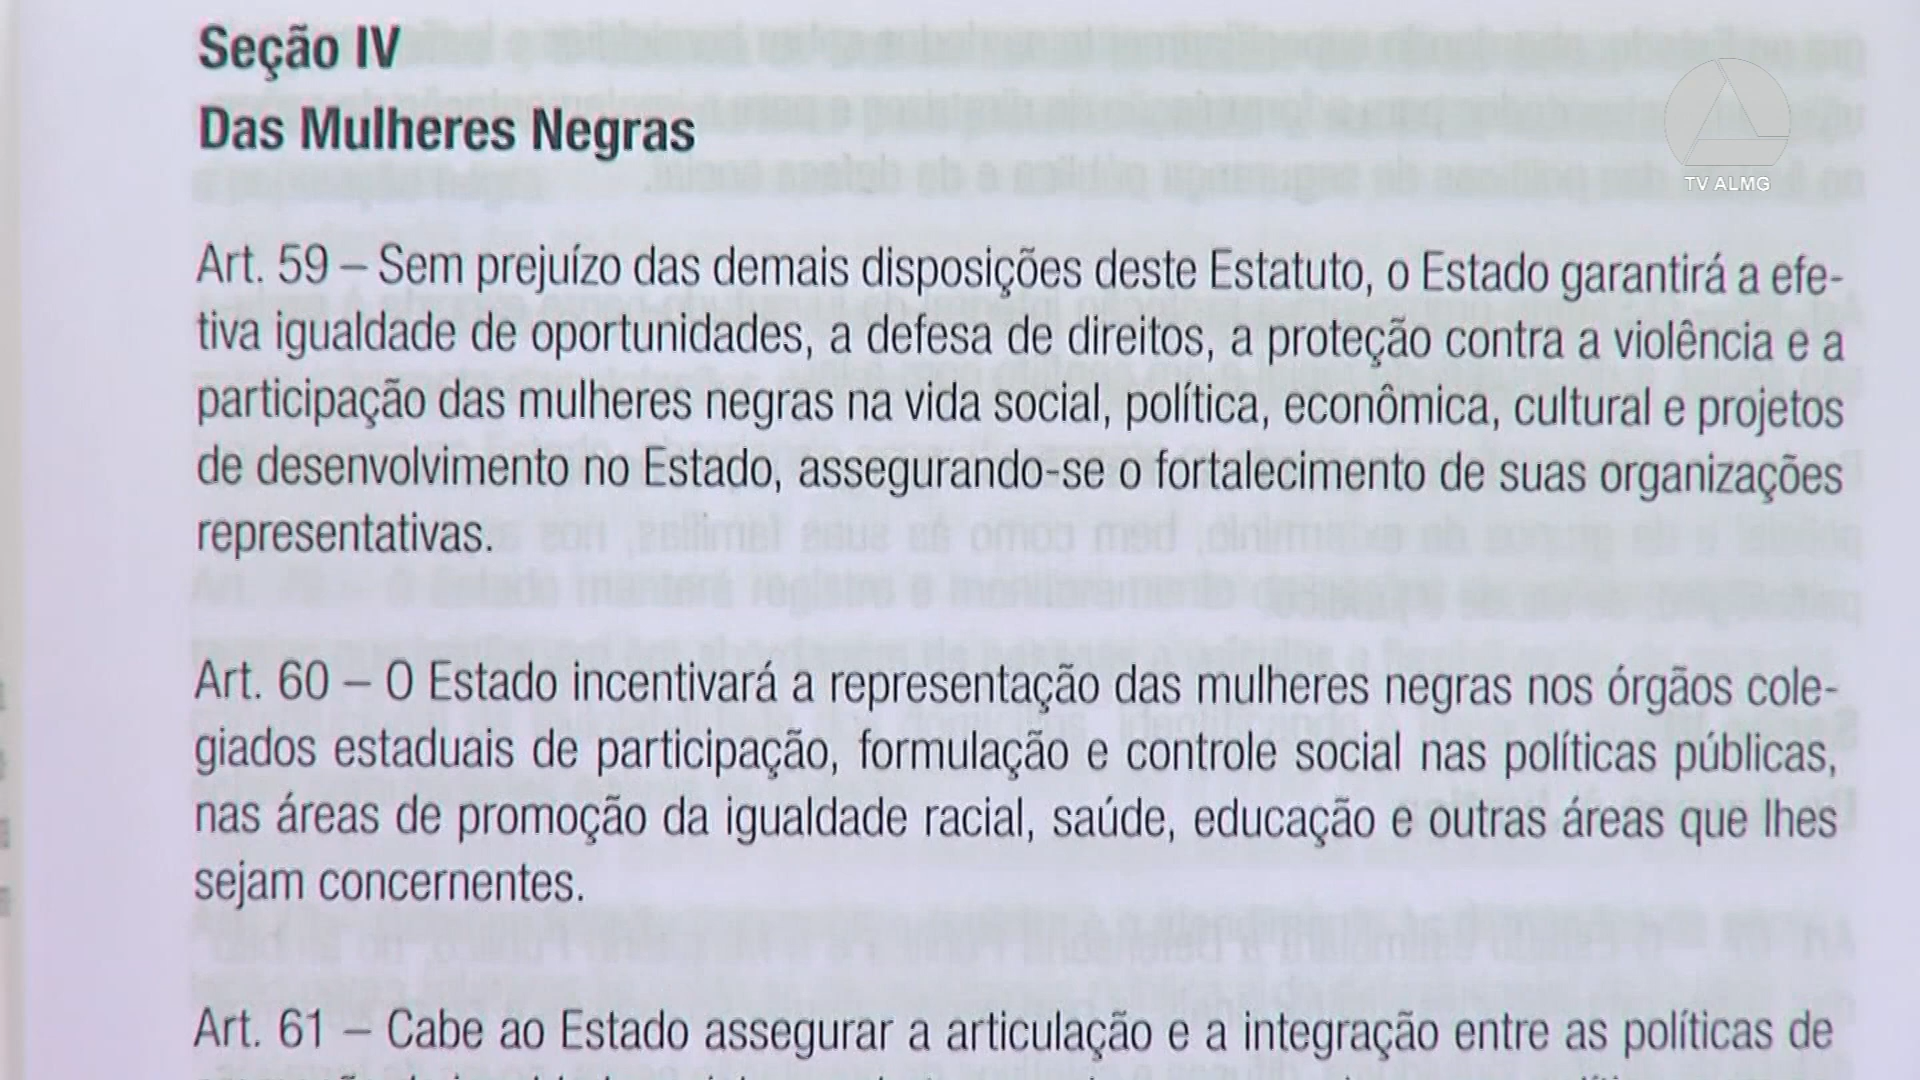 Seção IV
Das Mulheres Negras
TV ALMG
Art. 59 – Sem prejuízo das demais disposições deste Estatuto, o Estado garantirá a efe-
tiva igualdade de oportunidades, a defesa de direitos, a proteção contra a violência e a
participação das mulheres negras na vida social, política, econômica, cultural e projetos
de desenvolvimento no Estado, assegurando-se o fortalecimento de suas organizações
representativas.
Art. 60 – O Estado incentivará a representação das mulheres negras nos órgãos cole-
giados estaduais de participação, formulação e controle social nas políticas públicas,
nas áreas de promoção da igualdade racial, saúde, educação e outras áreas que lhes
sejam concernentes.
Art. 61 – Cabe ao Estado assegurar a articulação e a integração entre as políticas de